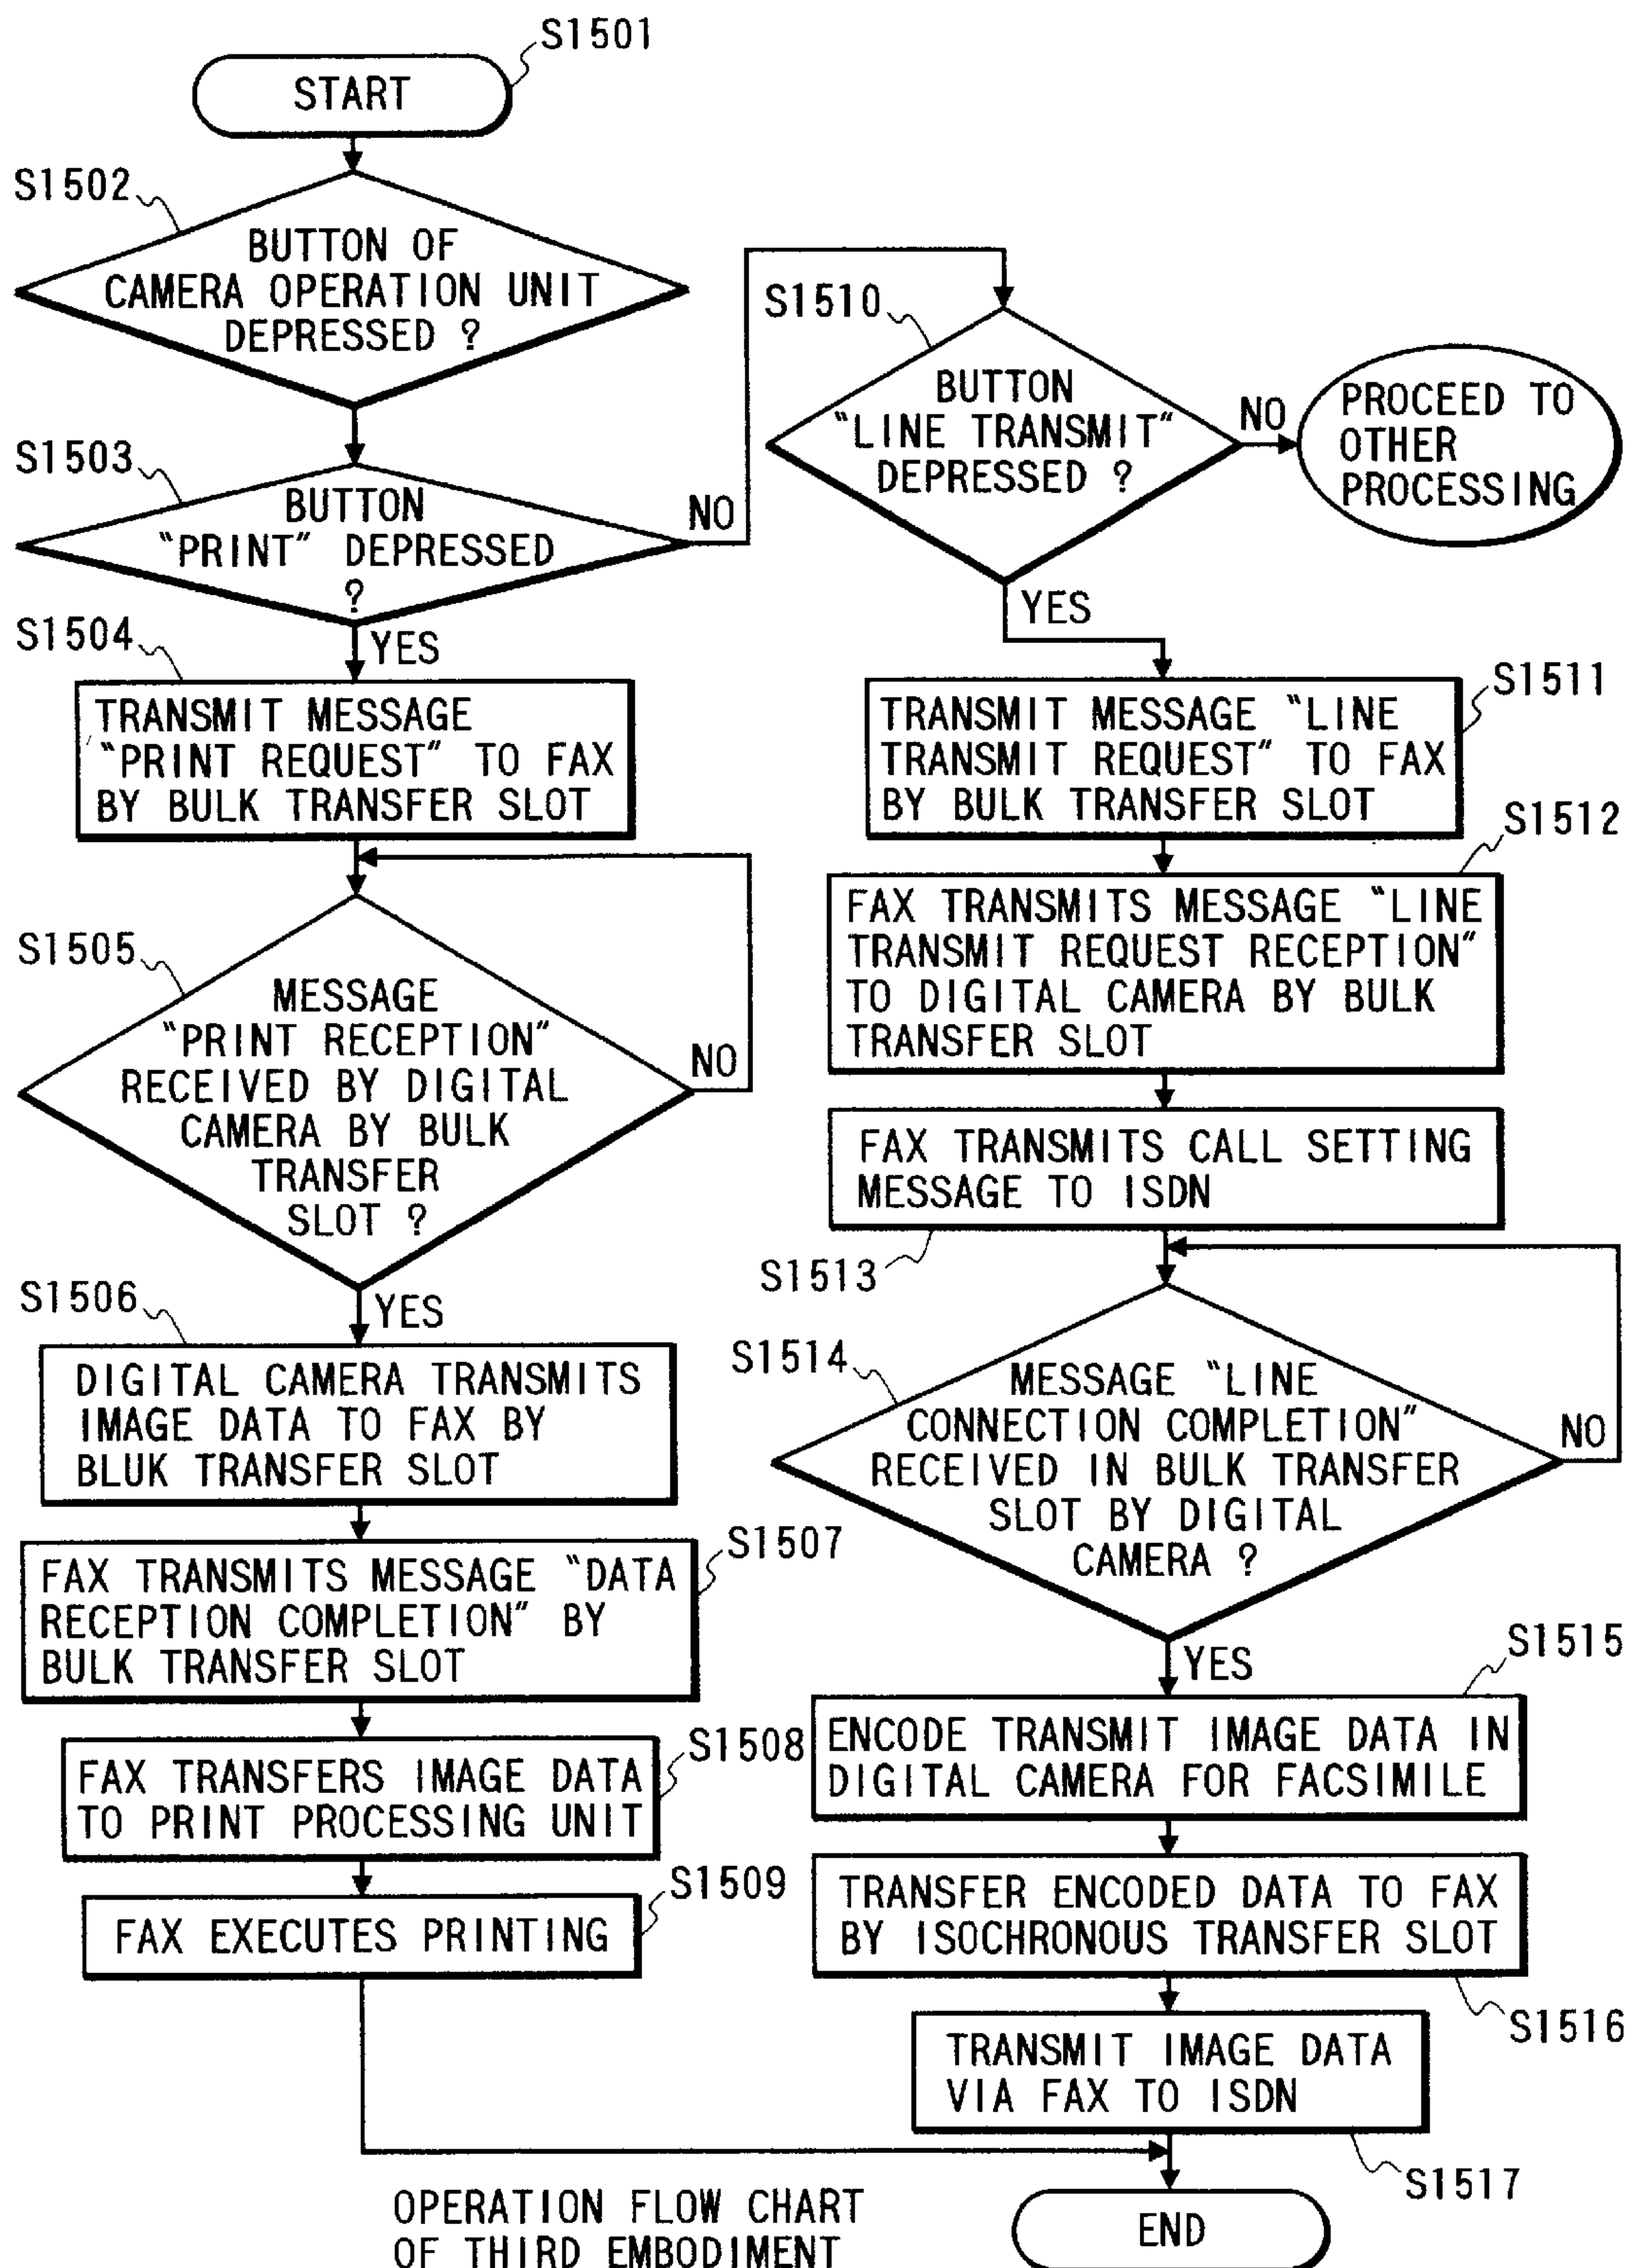 S1501
START
S1502
BUTTON OF
CAMERA OPERATION UNIT
DEPRESSED ?
S1503
BUTTON
"PRINT" DEPRESSED
?
NO
YES
S1504
TRANSMIT MESSAGE
"PRINT REQUEST" TO FAX
BY BULK TRANSFER SLOT
S1505
MESSAGE
"PRINT RECEPTION"
RECEIVED BY DIGITAL
CAMERA BY BULK
TRANSFER
SLOT ?
NO
YES
S1506
DIGITAL CAMERA TRANSMITS
IMAGE DATA TO FAX BY
BLUK TRANSFER SLOT
S1507
FAX TRANSMITS MESSAGE "DATA
RECEPTION COMPLETION" BY
BULK TRANSFER SLOT
S1508
FAX TRANSFERS IMAGE DATA
TO PRINT PROCESSING UNIT
S1509
FAX EXECUTES PRINTING
S1510
BUTTON
"LINE TRANSMIT"
DEPRESSED ?
NO
PROCEED TO
OTHER
PROCESSING
YES
S1511
TRANSMIT MESSAGE "LINE
TRANSMIT REQUEST" TO FAX
BY BULK TRANSFER SLOT
S1512
FAX TRANSMITS MESSAGE "LINE
TRANSMIT REQUEST RECEPTION"
TO DIGITAL CAMERA BY BULK
TRANSFER SLOT
FAX TRANSMITS CALL SETTING
MESSAGE TO ISDN
S1513
S1514
MESSAGE "LINE
CONNECTION COMPLETION"
RECEIVED IN BULK TRANSFER
SLOT BY DIGITAL
CAMERA ?
NO
YES
S1515
ENCODE TRANSMIT IMAGE DATA IN
DIGITAL CAMERA FOR FACSIMILE
TRANSFER ENCODED DATA TO FAX
BY ISOCHRONOUS TRANSFER SLOT
S1516
TRANSMIT IMAGE DATA
VIA FAX TO ISDN
S1517
END
OPERATION FLOW CHART
OF THIRD EMBODIMENT